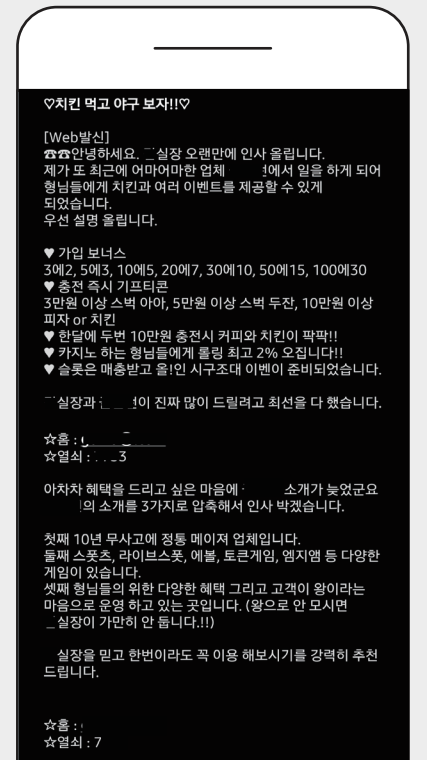 ♡치킨 먹고 야구 보자!!♡
[Web발신]
☎☎안녕하세요. 실장 오랜만에 인사 올립니다.
제가 또 최근에 어마어마한 업체 에서 일을 하게 되어
형님들에게 치킨과 여러 이벤트를 제공할 수 있게
되었습니다.
우선 설명 올립니다.
♥ 가입 보너스
3에2, 5에3, 10에5, 20에7, 30에10, 50에15, 100에30
♥ 충전 즉시 기프티콘
3만원 이상 스벅 아아, 5만원 이상 스벅 두잔, 10만원 이상
피자 or 치킨
♥ 한달에 두번 10만원 충전시 커피와 치킨이 팍팍!!
♥ 카지노 하는 형님들에게 롤링 최고 2% 오집니다!!
♥ 슬롯은 매충받고 올!인 시구조대 이벤이 준비되었습니다.
실장과 이 진짜 많이 드릴려고 최선을 다 했습니다.
☆홈 :
☆열쇠 : 3
아차차 혜택을 드리고 싶은 마음에 소개가 늦었군요
의 소개를 3가지로 압축해서 인사 박겠습니다.
첫째 10년 무사고에 정통 메이져 업체입니다.
둘째 스폿츠, 라이브스폿, 에볼, 토큰게임, 엠지앰 등 다양한
게임이 있습니다.
셋째 형님들의 위한 다양한 혜택 그리고 고객이 왕이라는
마음으로 운영 하고 있는 곳입니다. (왕으로 안 모시면
실장이 가만히 안 둡니다.!!)
실장을 믿고 한번이라도 꼭 이용 해보시기를 강력히 추천
드립니다.
☆홈 :
☆열쇠 : 7